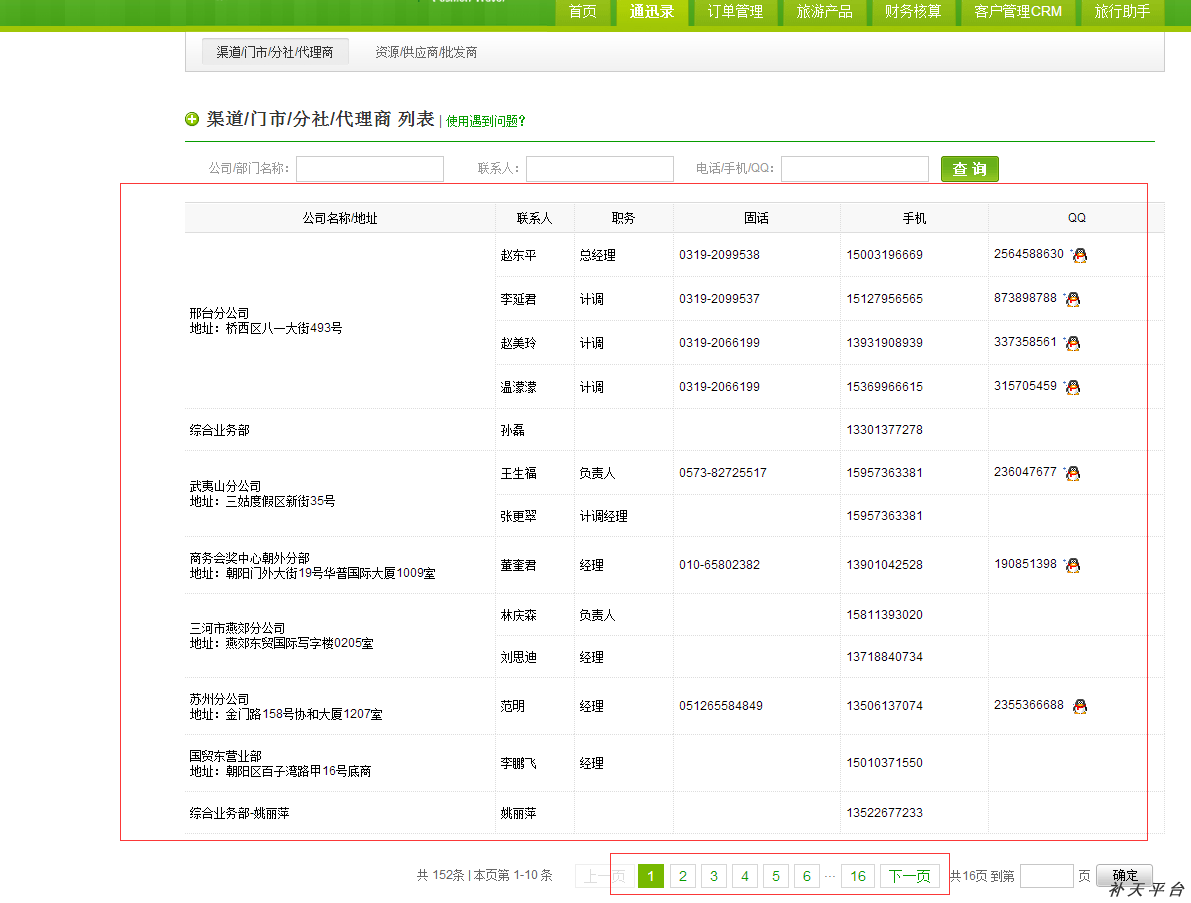 首页 通讯录 订单管理 旅游产品 财务核算 客户管理CRM 旅行助手
渠道/门市/分社/代理商 资源/供应商/批发商
渠道/门市/分社/代理商 列表 | 使用遇到问题?
公司/部门名称: 联系人: 电话/手机/QQ: 查 询
公司名称/地址 联系人 职务 固话 手机 QQ
邢台分公司
地址：桥西区八一大街493号
赵东平 总经理 0319-2099538 15003196669 2564588630
李延君 计调 0319-2099537 15127956565 873898788
赵美玲 计调 0319-2066199 13931908939 337358561
温濛濛 计调 0319-2066199 15369966615 315705459
综合业务部 孙磊 13301377278
武夷山分公司
地址：三姑度假区新街35号
王生福 负责人 0573-82725517 15957363381 236047677
张更翠 计调经理 15957363381
商务会奖中心朝外分部
地址：朝阳门外大街19号华普国际大厦1009室
董奎君 经理 010-65802382 13901042528 190851398
三河市燕郊分公司
地址：燕郊东贸国际写字楼0205室
林庆森 负责人 15811393020
刘思迪 经理 13718840734
苏州分公司
地址：金门路158号协和大厦1207室
范明 经理 051265584849 13506137074 2355366688
国贸东营业部
地址：朝阳区百子湾路甲16号底商
李鹏飞 经理 15010371550
综合业务部-姚丽萍 姚丽萍 13522677233
共 152条 | 本页第 1-10 条 上一页 1 2 3 4 5 6 ... 16 下一页 共16页 到第 页 确定
补天平台